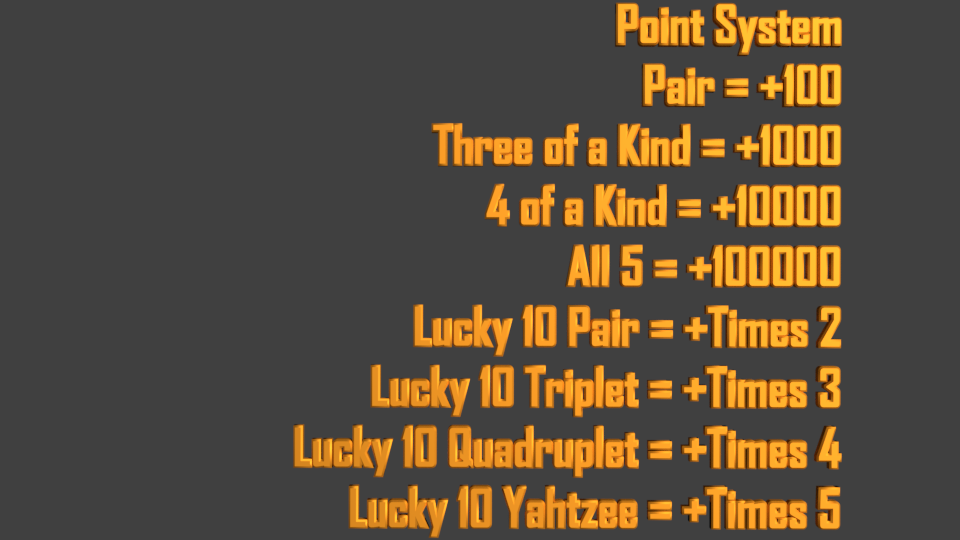 Point System
Pair = +100
Three of a Kind = +1000
4 of a Kind = +10000
All 5 = +100000
Lucky 10 Pair = +Times 2
Lucky 10 Triplet = +Times 3
Lucky 10 Quadruplet = +Times 4
Lucky 10 Yahtzee = +Times 5